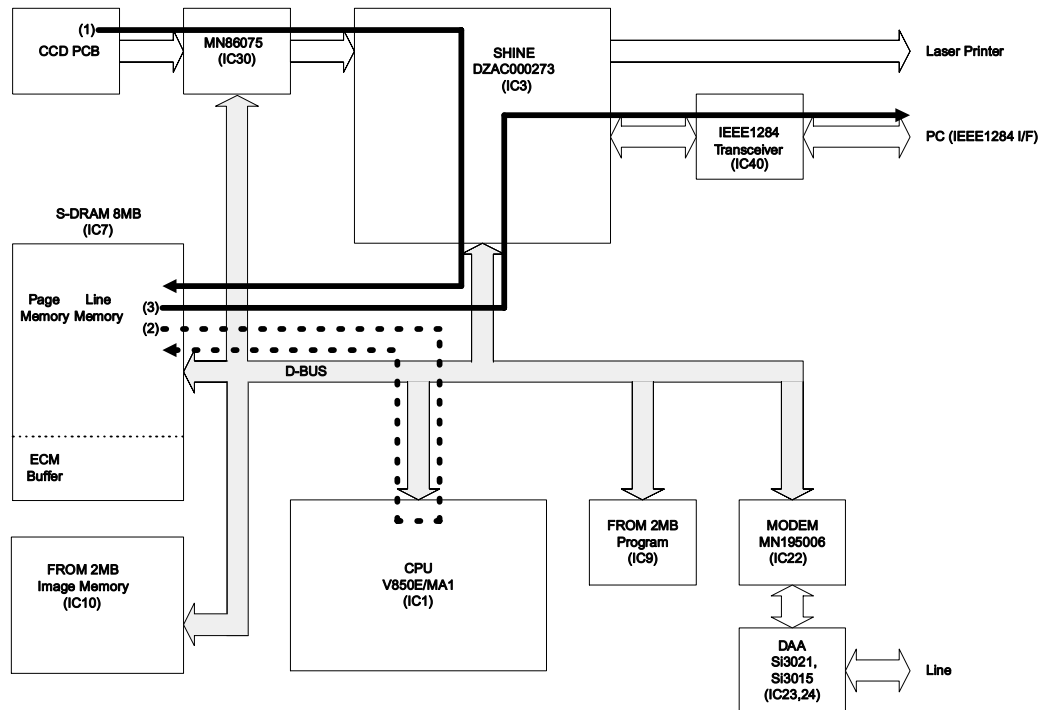 (1)
CCD PCB
MN86075
(IC30)
SHINE
DZAC000273
(IC3)
Laser Printer
IEEE1284
Transceiver
(IC40)
PC (IEEE1284 I/F)
S-DRAM 8MB
(IC7)
Page Line
Memory Memory
(3)
(2)
D-BUS
ECM
Buffer
FROM 2MB
Image Memory
(IC10)
CPU
V850E/MA1
(IC1)
FROM 2MB
Program
(IC9)
MODEM
MN195006
(IC22)
DAA
Si3021,
Si3015
(IC23,24)
Line